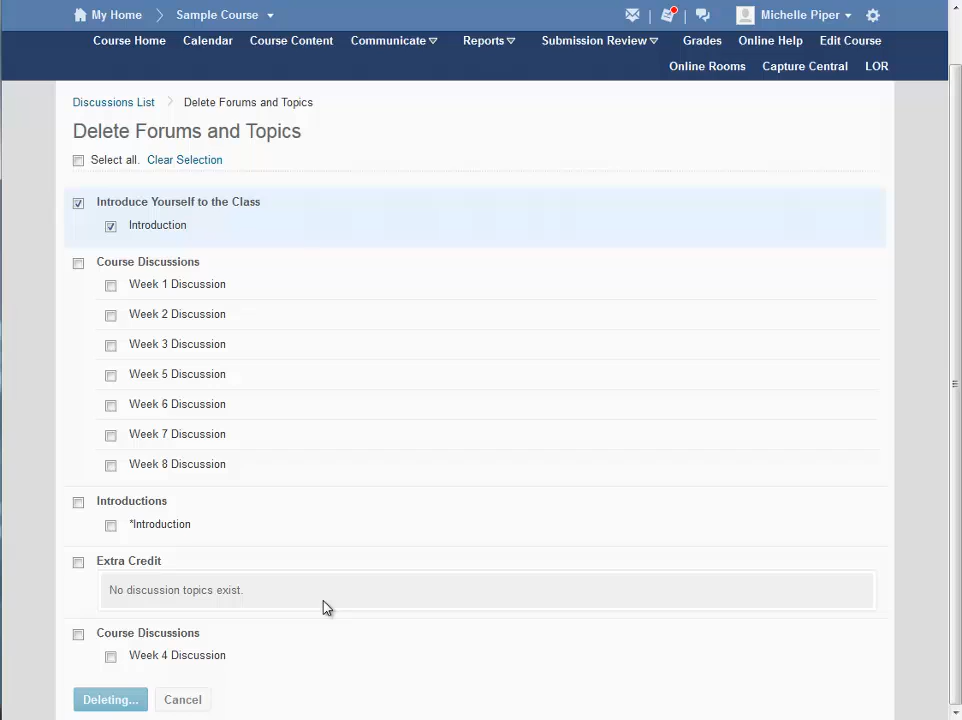 My Home Sample Course Michelle Piper
Course Home Calendar Course Content Communicate Reports Submission Review Grades Online Help Edit Course
Online Rooms Capture Central LOR
Discussions List Delete Forums and Topics
Delete Forums and Topics
Select all. Clear Selection
Introduce Yourself to the Class
Introduction
Course Discussions
Week 1 Discussion
Week 2 Discussion
Week 3 Discussion
Week 5 Discussion
Week 6 Discussion
Week 7 Discussion
Week 8 Discussion
Introductions
*Introduction
Extra Credit
No discussion topics exist.
Course Discussions
Week 4 Discussion
Deleting... Cancel